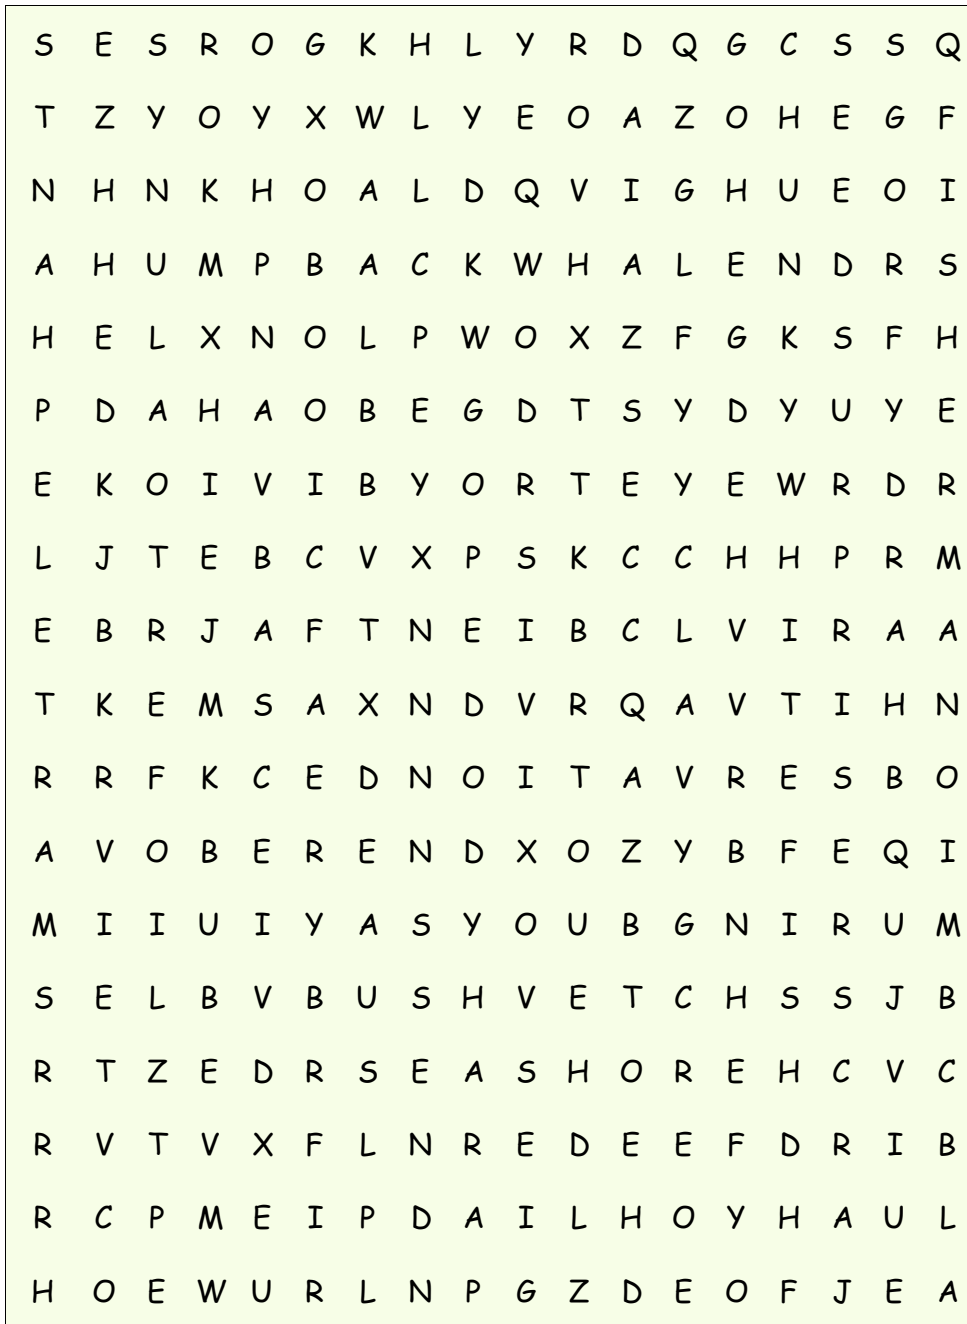 S E S R O G K H L Y R D Q G C S S Q
T Z Y O Y X W L Y E O A Z O H E G F
N H N K H O A L D Q V I G H U E O I
A H U M P B A C K W H A L E N D R S
H E L X N O L P W O X Z F G K S F H
P D A H A O B E G D T S Y D Y U Y E
E K O I V I B Y O R T E Y E W R D R
L J T E B C V X P S K C C H H P R M
E B R J A F T N E I B C L V I R A A
T K E M S A X N D V R Q A V T I H N
R R F K C E D N O I T A V R E S B O
A V O B E R E N D X O Z Y B F E Q I
M I I U I Y A S Y O U B G N I R U M
S E L B V B U S H V E T C H S S J B
R T Z E D R S E A S H O R E H C V C
R V T V X F L N R E D E E F D R I B
R C P M E I P D A I L H O Y H A U L
H O E W U R L N P G Z D E O F J E A